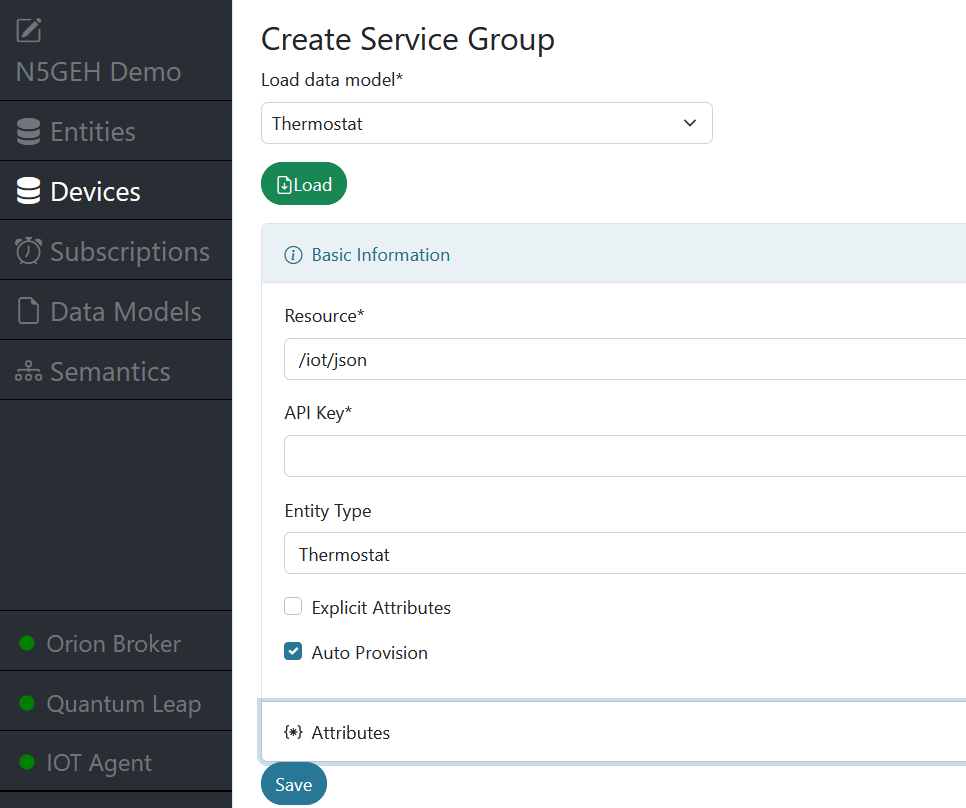 N5GEH Demo
Entities
Devices
Subscriptions
Data Models
Semantics
Orion Broker
Quantum Leap
IOT Agent
Create Service Group
Load data model*
Thermostat
Load
Basic Information
Resource*
/iot/json
API Key*
Entity Type
Thermostat
Explicit Attributes
Auto Provision
Attributes
Save